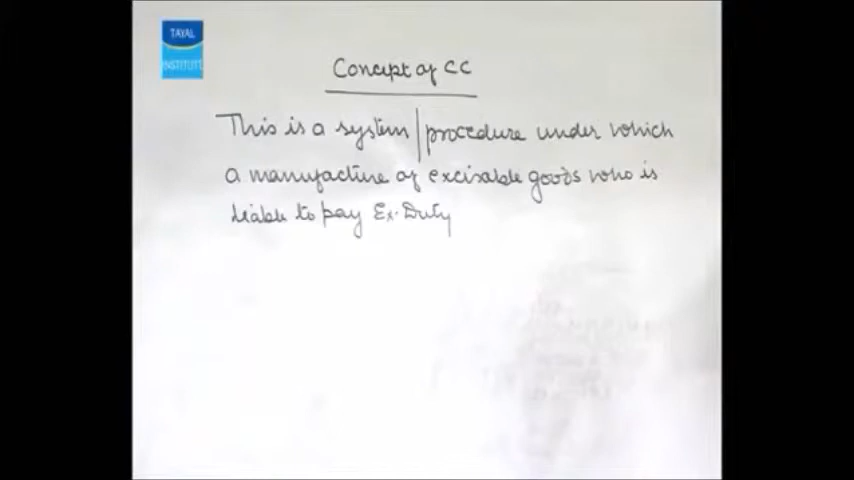 TAYAL
INSTITUTE
Concept of CC
This is a system/procedure under which
a manufacture of excisable goods who is
liable to pay Ex. Duty